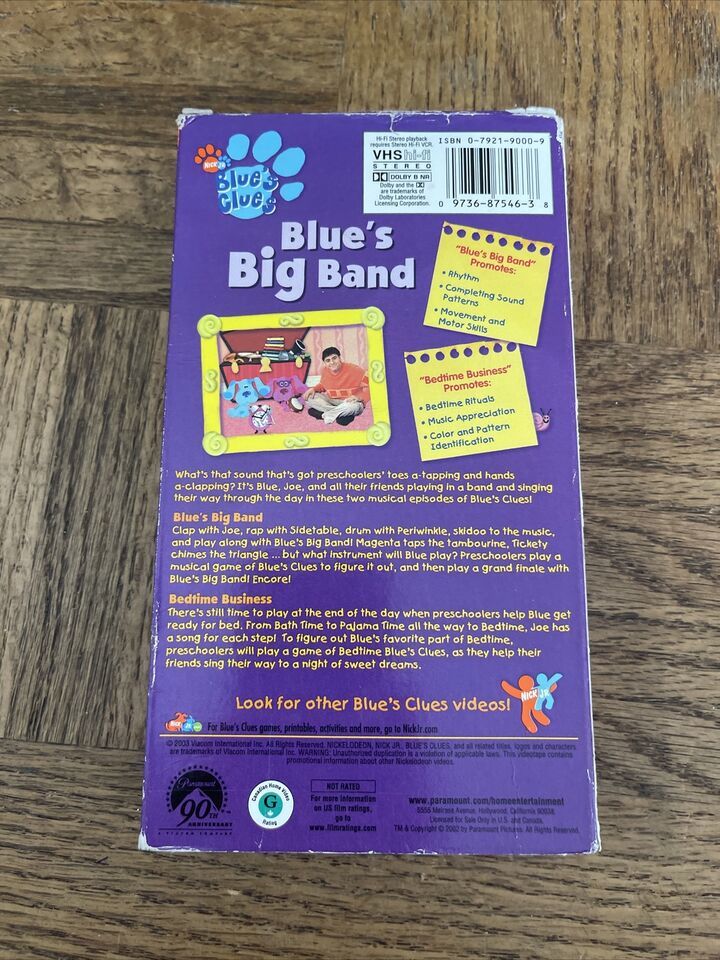 NICK JR.
Blue's
Clues
Hi-Fi Stereo playback
requires Stereo Hi-Fi VCR.
VHS hi-fi
STEREO
DOLBY B NR
Dolby and the
are trademarks of
Dolby Laboratories
Licensing Corporation.
ISBN 0-7921-9000-9
0 9736-87546-3 8
Blue's
Big Band
"Blue's Big Band"
Promotes:
• Rhythm
• Completing Sound
Patterns
• Movement and
Motor Skills
"Bedtime Business"
Promotes:
• Bedtime Rituals
• Music Appreciation
• Color and Pattern
Identification
What's that sound that's got preschoolers' toes a-tapping and hands
a-clapping? It's Blue, Joe, and all their friends playing in a band and singing
their way through the day in these two musical episodes of Blue's Clues!
Blue's Big Band
Clap with Joe, rap with Sidetable, drum with Periwinkle, skidoo to the music,
and play along with Blue's Big Band! Magenta taps the tambourine, Tickety
chimes the triangle ... but what instrument will Blue play? Preschoolers play a
musical game of Blue's Clues to figure it out, and then play a grand finale with
Blue's Big Band! Encore!
Bedtime Business
There's still time to play at the end of the day when preschoolers help Blue get
ready for bed. From Bath Time to Pajama Time all the way to Bedtime, Joe has
a song for each step! To figure out Blue's favorite part of Bedtime,
preschoolers will play a game of Bedtime Blue's Clues, as they help their
friends sing their way to a night of sweet dreams.
Look for other Blue's Clues videos!
NICK JR.
NICK JR.
For Blue's Clues games, printables, activities and more, go to NickJr.com
© 2003 Viacom International Inc. All Rights Reserved. NICKELODEON, NICK JR., BLUE'S CLUES, and all related titles, logos and characters
are trademarks of Viacom International Inc. WARNING: Unauthorized duplication is a violation of applicable laws. This videotape contains
promotional information about other Nickelodeon videos.
Paramount
90TH
ANNIVERSARY
A VIACOM COMPANY
Canadian Home Video
G
Rating
NOT RATED
For more information
on US film ratings,
go to
www.filmratings.com
www.paramount.com/homeentertainment
5555 Melrose Avenue, Hollywood, California 90038.
Licensed for Sale Only in U.S. and Canada.
TM & Copyright © 2002 by Paramount Pictures. All Rights Reserved.